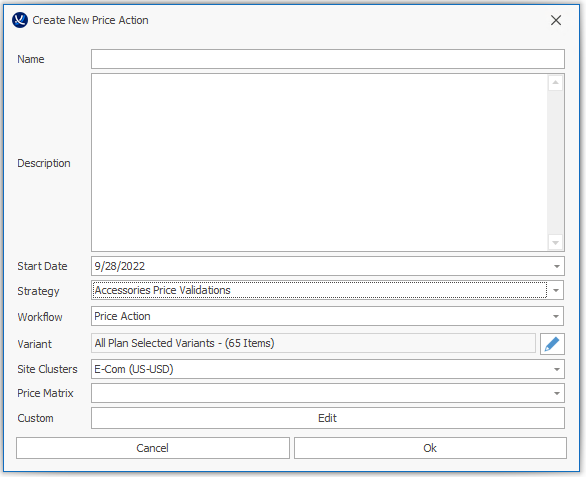 Create New Price Action
Name
Description
Start Date 9/28/2022
Strategy Accessories Price Validations
Workflow Price Action
Variant All Plan Selected Variants - (65 Items)
Site Clusters E-Com (US-USD)
Price Matrix
Custom Edit
Cancel Ok